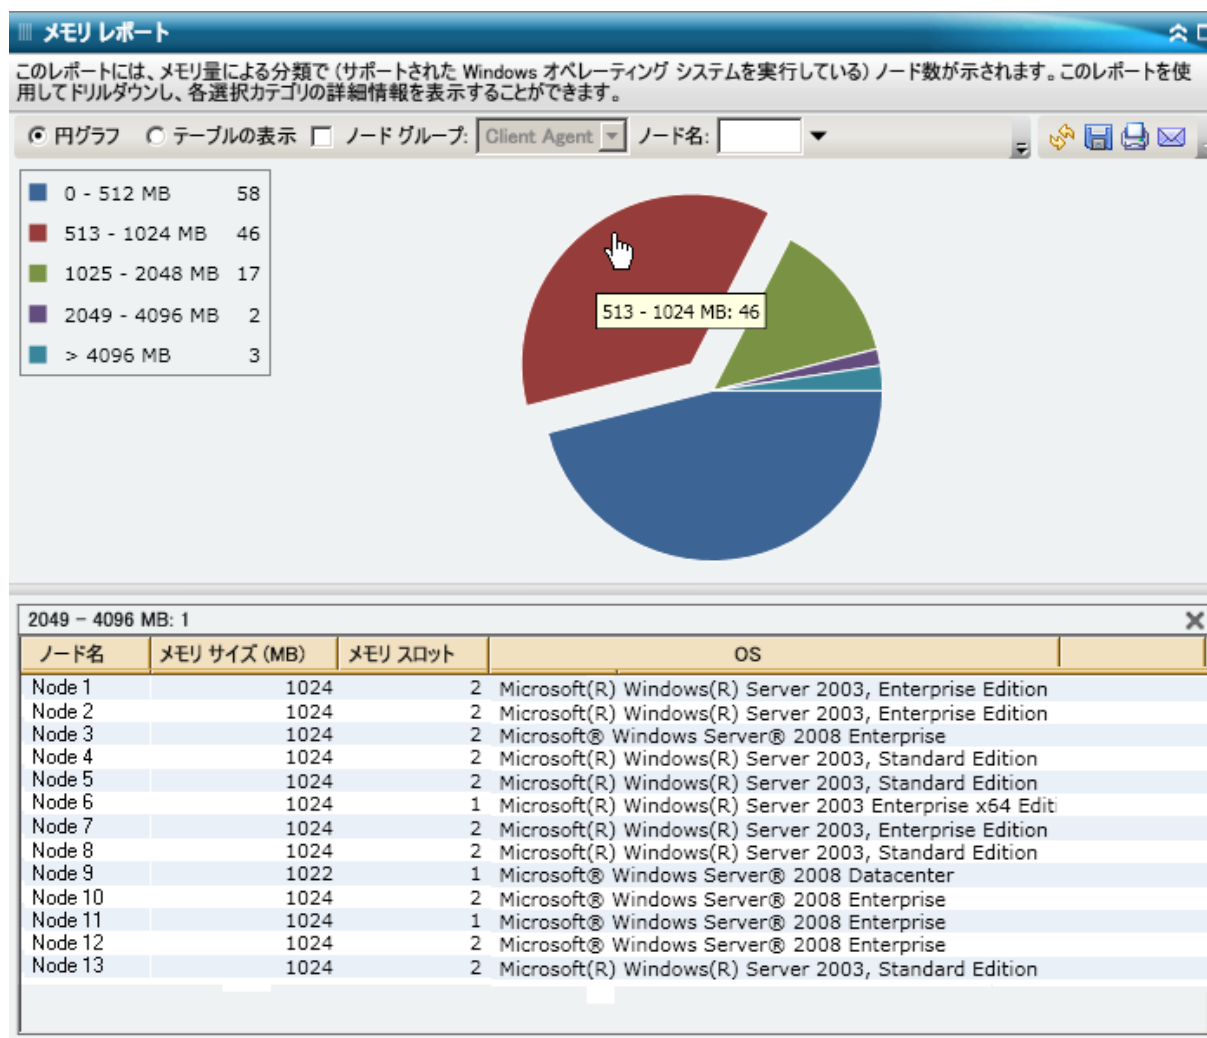 メモリ レポート
このレポートには、メモリ量による分類で (サポートされた Windows オペレーティング システムを実行している) ノード数が示されます。このレポートを使
用してドリルダウンし、各選択カテゴリの詳細情報を表示することができます。
円グラフ テーブルの表示 ノード グループ: Client Agent ノード名:
0 - 512 MB 58
513 - 1024 MB 46
1025 - 2048 MB 17
2049 - 4096 MB 2
> 4096 MB 3
513 - 1024 MB: 46
2049 - 4096 MB: 1
ノード名 メモリ サイズ (MB) メモリ スロット OS
Node 1 1024 2 Microsoft(R) Windows(R) Server 2003, Enterprise Edition
Node 2 1024 2 Microsoft(R) Windows(R) Server 2003, Enterprise Edition
Node 3 1024 2 Microsoft® Windows Server® 2008 Enterprise
Node 4 1024 2 Microsoft(R) Windows(R) Server 2003, Standard Edition
Node 5 1024 2 Microsoft(R) Windows(R) Server 2003, Standard Edition
Node 6 1024 1 Microsoft(R) Windows(R) Server 2003 Enterprise x64 Editi
Node 7 1024 2 Microsoft(R) Windows(R) Server 2003, Enterprise Edition
Node 8 1024 2 Microsoft(R) Windows(R) Server 2003, Standard Edition
Node 9 1022 1 Microsoft® Windows Server® 2008 Datacenter
Node 10 1024 2 Microsoft® Windows Server® 2008 Enterprise
Node 11 1024 1 Microsoft® Windows Server® 2008 Enterprise
Node 12 1024 2 Microsoft® Windows Server® 2008 Enterprise
Node 13 1024 2 Microsoft(R) Windows(R) Server 2003, Standard Edition